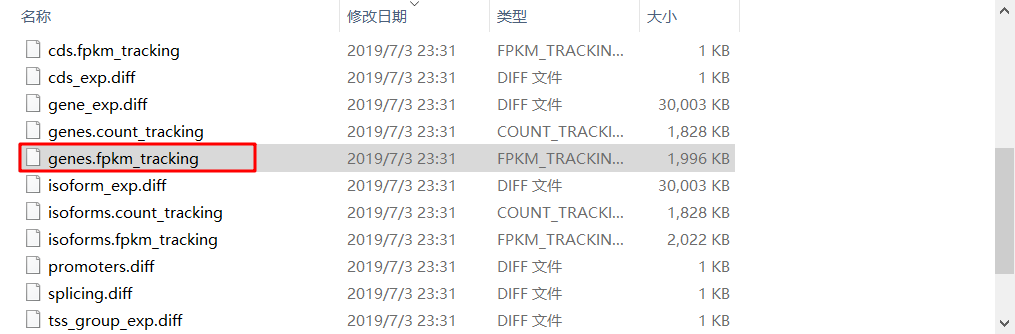 名称 修改日期 类型 大小
cds.fpkm_tracking 2019/7/3 23:31 FPKM_TRACKIN... 1 KB
cds_exp.diff 2019/7/3 23:31 DIFF 文件 1 KB
gene_exp.diff 2019/7/3 23:31 DIFF 文件 30,003 KB
genes.count_tracking 2019/7/3 23:31 COUNT_TRACKI... 1,828 KB
genes.fpkm_tracking 2019/7/3 23:31 FPKM_TRACKIN... 1,996 KB
isoform_exp.diff 2019/7/3 23:31 DIFF 文件 30,003 KB
isoforms.count_tracking 2019/7/3 23:31 COUNT_TRACKI... 1,828 KB
isoforms.fpkm_tracking 2019/7/3 23:31 FPKM_TRACKIN... 2,022 KB
promoters.diff 2019/7/3 23:31 DIFF 文件 1 KB
splicing.diff 2019/7/3 23:31 DIFF 文件 1 KB
tss_group_exp.diff 2019/7/3 23:31 DIFF 文件 1 KB